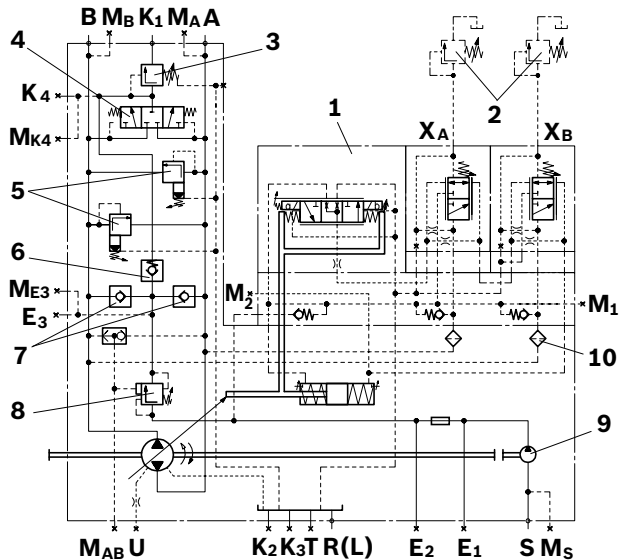 B M_B K_1 M_A A
4
3
K_4
M_K4
1
2
X_A X_B
5
6
M_E3
E_3
M_2
M_1
7
10
8
9
M_AB U K_2 K_3 T R(L) E_2 E_1 S M_S